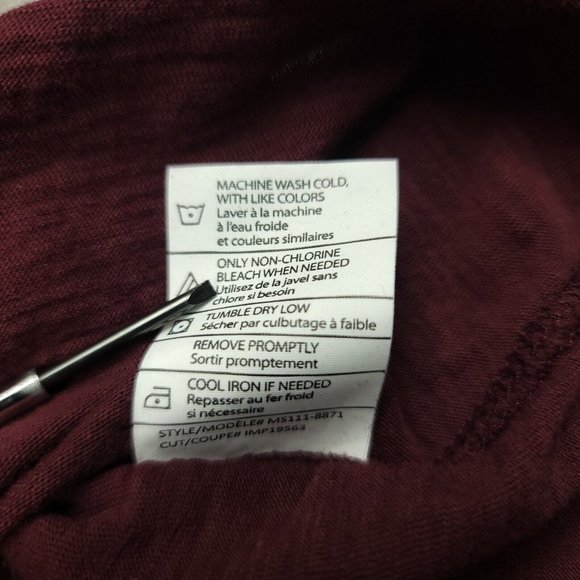 MACHINE WASH COLD,
WITH LIKE COLORS
Laver à la machine
à l'eau froide
et couleurs similaires
ONLY NON-CHLORINE
BLEACH WHEN NEEDED
Utilisez de la javel sans
chlore si besoin
TUMBLE DRY LOW
Sécher par culbutage à faible
REMOVE PROMPTLY
Sortir promptement
COOL IRON IF NEEDED
Repasser au fer froid
si nécessaire
STYLE/MODÈLE# MS111-8871
CUT/COUPE# IMP19563